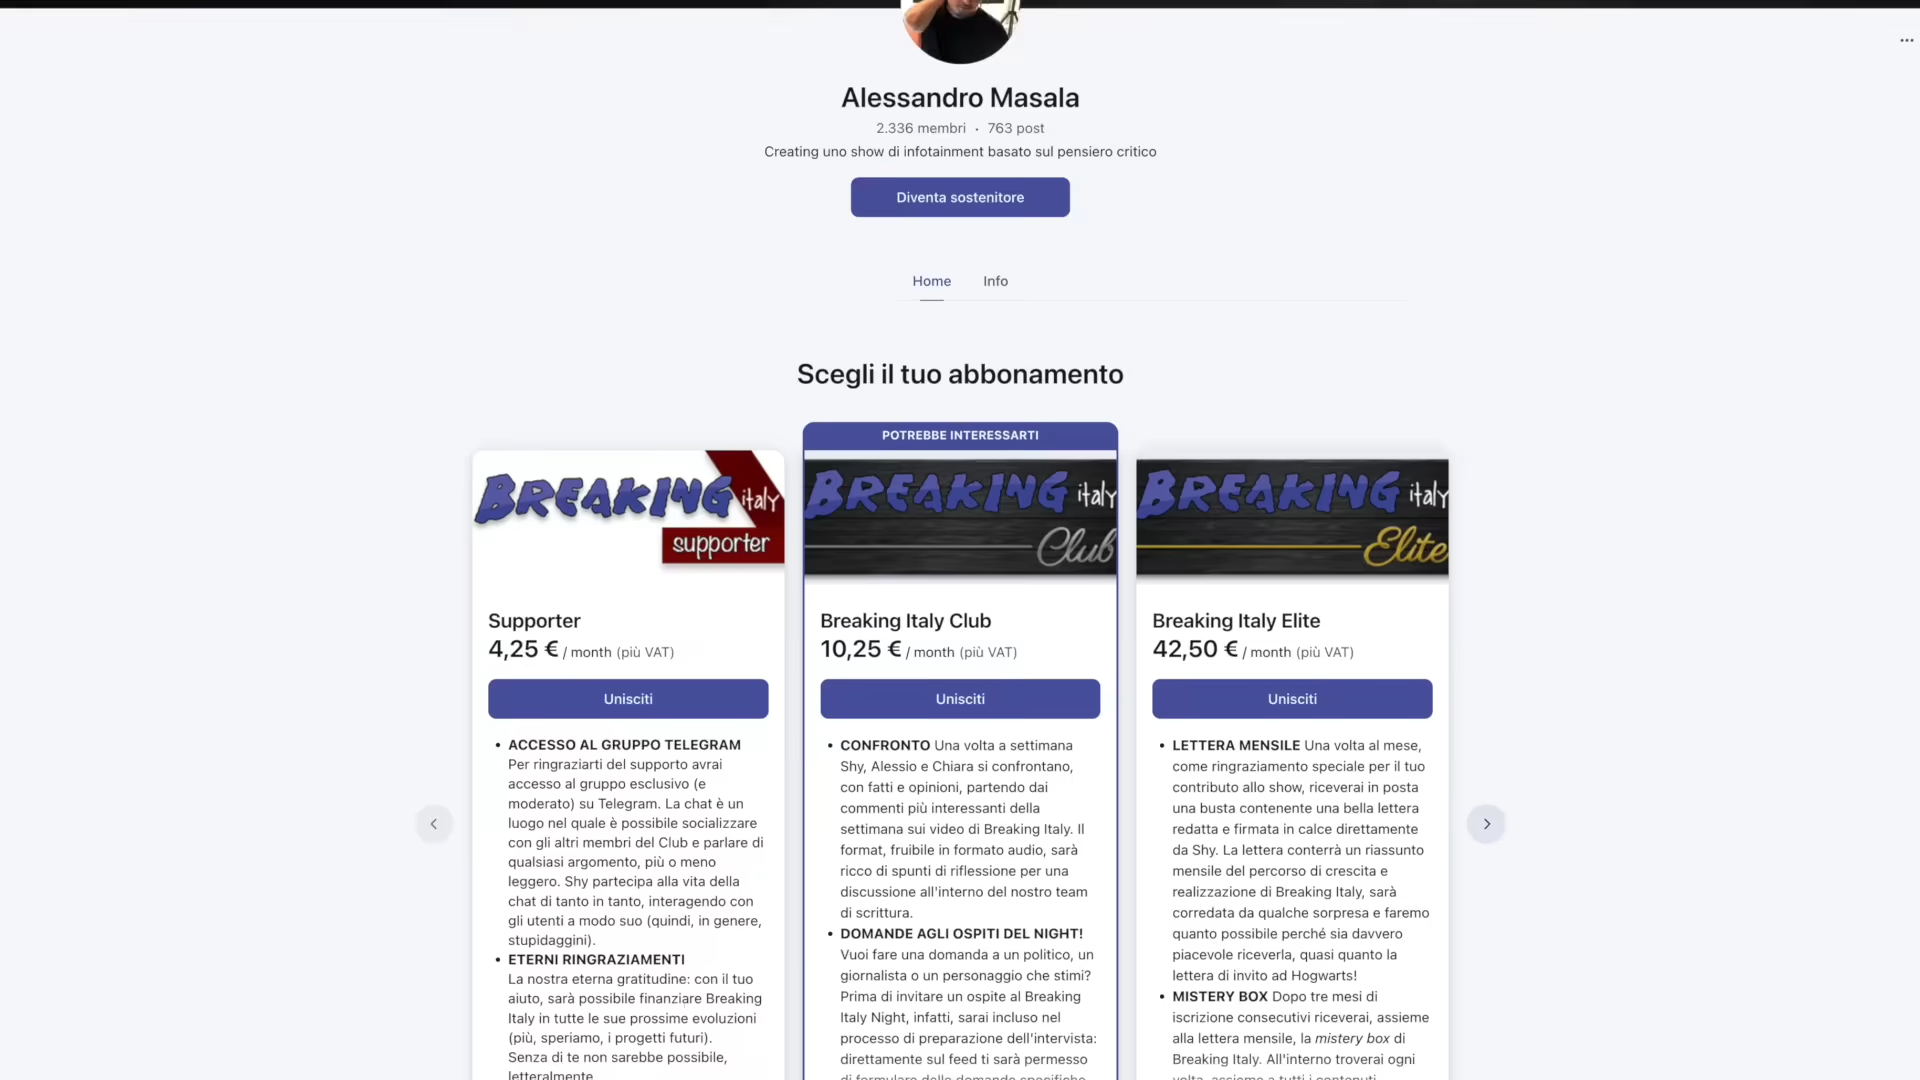 Alessandro Masala
2.336 membri • 763 post
Creating uno show di infotainment basato sul pensiero critico
Diventa sostenitore
Home Info
Scegli il tuo abbonamento
BREAKING italy
supporter
Supporter
4,25 € / month (più VAT)
Unisciti
• ACCESSO AL GRUPPO TELEGRAM
Per ringraziarti del supporto avrai
accesso al gruppo esclusivo (e
moderato) su Telegram. La chat è un
luogo nel quale è possibile socializzare
con gli altri membri del Club e parlare di
qualsiasi argomento, più o meno
leggero. Shy partecipa alla vita della
chat di tanto in tanto, interagendo con
gli utenti a modo suo (quindi, in genere,
stupidaggini).
• ETERNI RINGRAZIAMENTI
La nostra eterna gratitudine: con il tuo
aiuto, sarà possibile finanziare Breaking
Italy in tutte le sue prossime evoluzioni
(più, speriamo, i progetti futuri).
Senza di te non sarebbe possibile,
letteralmente
POTREBBE INTERESSARTI
BREAKING italy
Club
Breaking Italy Club
10,25 € / month (più VAT)
Unisciti
• CONFRONTO Una volta a settimana
Shy, Alessio e Chiara si confrontano,
con fatti e opinioni, partendo dai
commenti più interessanti della
settimana sui video di Breaking Italy. Il
format, fruibile in formato audio, sarà
ricco di spunti di riflessione per una
discussione all'interno del nostro team
di scrittura.
• DOMANDE AGLI OSPITI DEL NIGHT!
Vuoi fare una domanda a un politico, un
giornalista o un personaggio che stimi?
Prima di invitare un ospite al Breaking
Italy Night, infatti, sarai incluso nel
processo di preparazione dell'intervista:
direttamente sul feed ti sarà permesso
di formulare delle domande specifiche
BREAKING italy
Elite
Breaking Italy Elite
42,50 € / month (più VAT)
Unisciti
• LETTERA MENSILE Una volta al mese,
come ringraziamento speciale per il tuo
contributo allo show, riceverai in posta
una busta contenente una bella lettera
redatta e firmata in calce direttamente
da Shy. La lettera conterrà un riassunto
mensile del percorso di crescita e
realizzazione di Breaking Italy, sarà
corredata da qualche sorpresa e faremo
quanto possibile perché sia davvero
piacevole riceverla, quasi quanto la
lettera di invito ad Hogwarts!
• MISTERY BOX Dopo tre mesi di
iscrizione consecutivi riceverai, assieme
alla lettera mensile, la mistery box di
Breaking Italy. All'interno troverai ogni
volta, assieme a tutti i contenuti